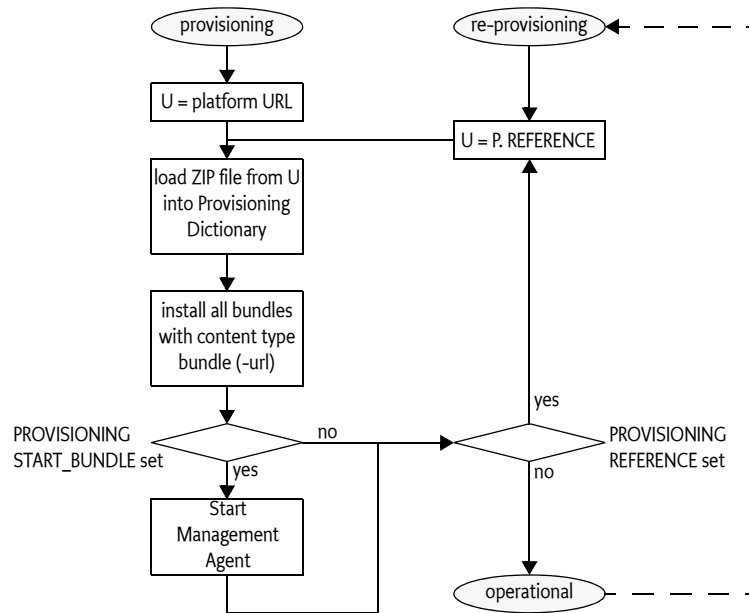 provisioning
re-provisioning
U = platform URL
U = P. REFERENCE
load ZIP file from U
into Provisioning
Dictionary
install all bundles
with content type
bundle (-url)
yes
PROVISIONING
START_BUNDLE set
no
PROVISIONING
REFERENCE set
yes
no
Start
Management
Agent
operational